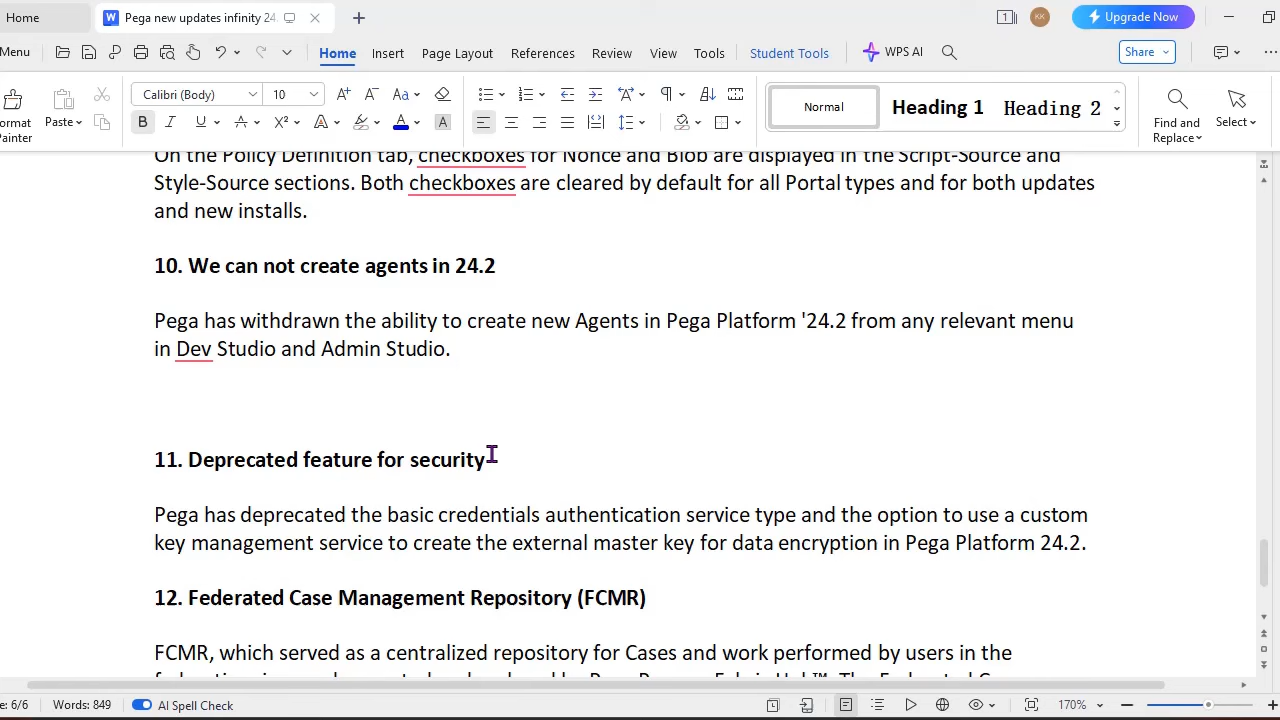 Home
Pega new updates infinity 24
1
KK
Upgrade Now
Menu
Home
Insert
Page Layout
References
Review
View
Tools
Student Tools
WPS AI
Share
Painter
Paste
Calibri (Body)
10
Normal
Heading 1
Heading 2
Find and
Replace
Select
On the Policy Definition tab, checkboxes for Nonce and Blob are displayed in the Script-Source and
Style-Source sections. Both checkboxes are cleared by default for all Portal types and for both updates
and new installs.
10. We can not create agents in 24.2
Pega has withdrawn the ability to create new Agents in Pega Platform '24.2 from any relevant menu
in Dev Studio and Admin Studio.
11. Deprecated feature for security
Pega has deprecated the basic credentials authentication service type and the option to use a custom
key management service to create the external master key for data encryption in Pega Platform 24.2.
12. Federated Case Management Repository (FCMR)
FCMR, which served as a centralized repository for Cases and work performed by users in the
e: 6/6
Words: 849
AI Spell Check
170%